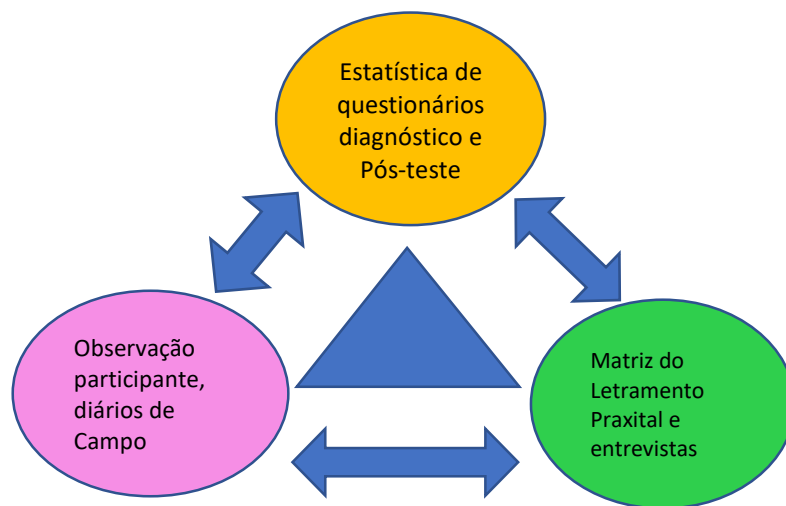 Estatística de
questionários
diagnóstico e
Pós-teste
Observação
participante,
diários de
Campo
Matriz do
Letramento
Praxital e
entrevistas